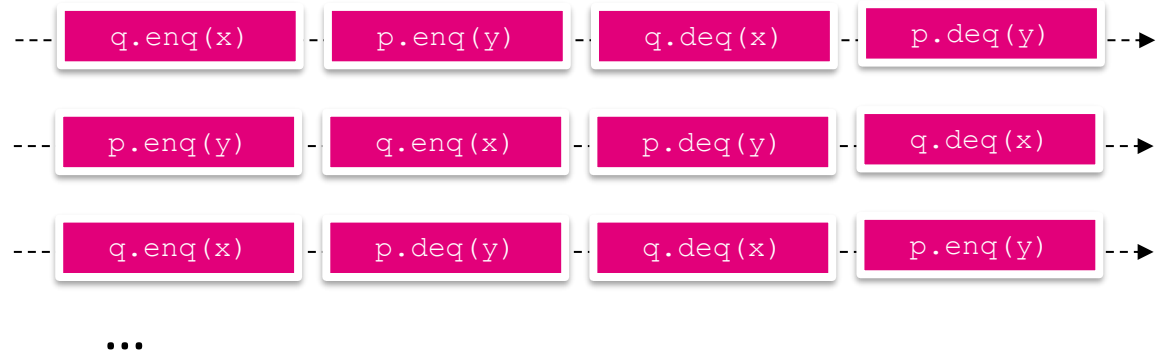 q.enq(x) p.enq(y) q.deq(x) p.deq(y)
p.enq(y) q.enq(x) p.deq(y) q.deq(x)
q.enq(x) p.deq(y) q.deq(x) p.enq(y)
...